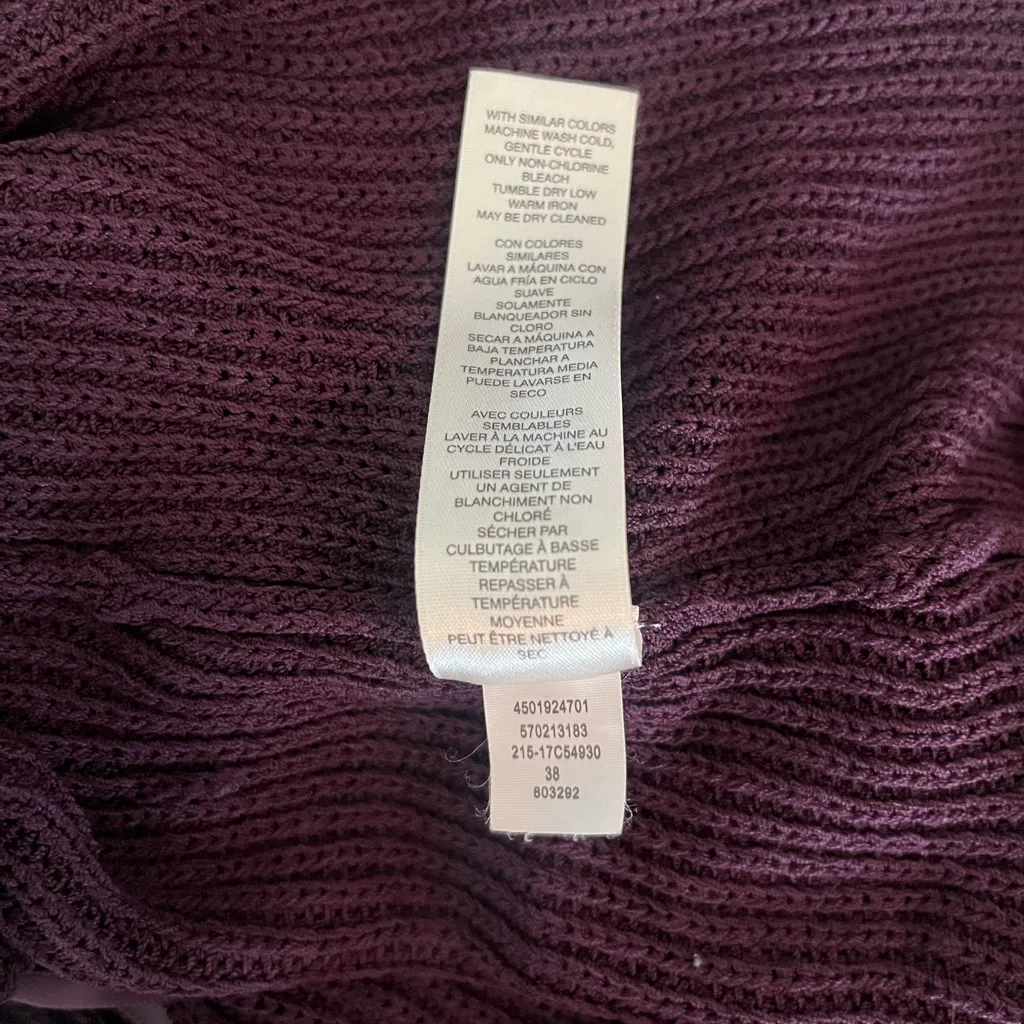 WITH SIMILAR COLORS
MACHINE WASH COLD,
GENTLE CYCLE
ONLY NON-CHLORINE
BLEACH
TUMBLE DRY LOW
WARM IRON
MAY BE DRY CLEANED
CON COLORES
SIMILARES
LAVAR A MÁQUINA CON
AGUA FRÍA EN CICLO
SUAVE
SOLAMENTE
BLANQUEADOR SIN
CLORO
SECAR A MÁQUINA A
BAJA TEMPERATURA
PLANCHAR A
TEMPERATURA MEDIA
PUEDE LAVARSE EN
SECO
AVEC COULEURS
SEMBLABLES
LAVER À LA MACHINE AU
CYCLE DÉLICAT À L'EAU
FROIDE
UTILISER SEULEMENT
UN AGENT DE
BLANCHIMENT NON
CHLORÉ
SÉCHER PAR
CULBUTAGE À BASSE
TEMPÉRATURE
REPASSER À
TEMPÉRATURE
MOYENNE
PEUT ÊTRE NETTOYÉ À
SEC
4501924701
570213183
215-17C54930
38
803292